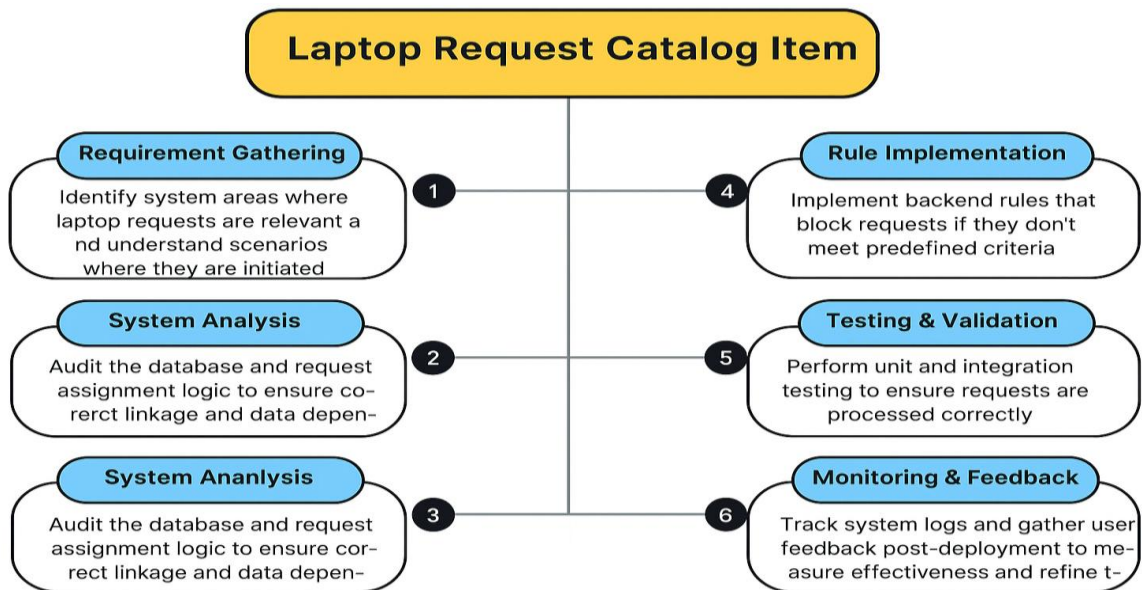 Laptop Request Catalog Item
Requirement Gathering
Identify system areas where
laptop requests are relevant a
nd understand scenarios
where they are initiated
1
System Analysis
Audit the database and request
assignment logic to ensure co-
rerct linkage and data depen-
2
System Ananlysis
Audit the database and request
assignment logic to ensure cor-
rect linkage and data depen-
3
Rule Implementation
Implement backend rules that
block requests if they don't
meet predefined criteria
4
Testing & Validation
Perform unit and integration
testing to ensure requests are
processed correctly
5
Monitoring & Feedback
Track system logs and gather user
feedback post-deployment to me-
asure effectiveness and refine t-
6